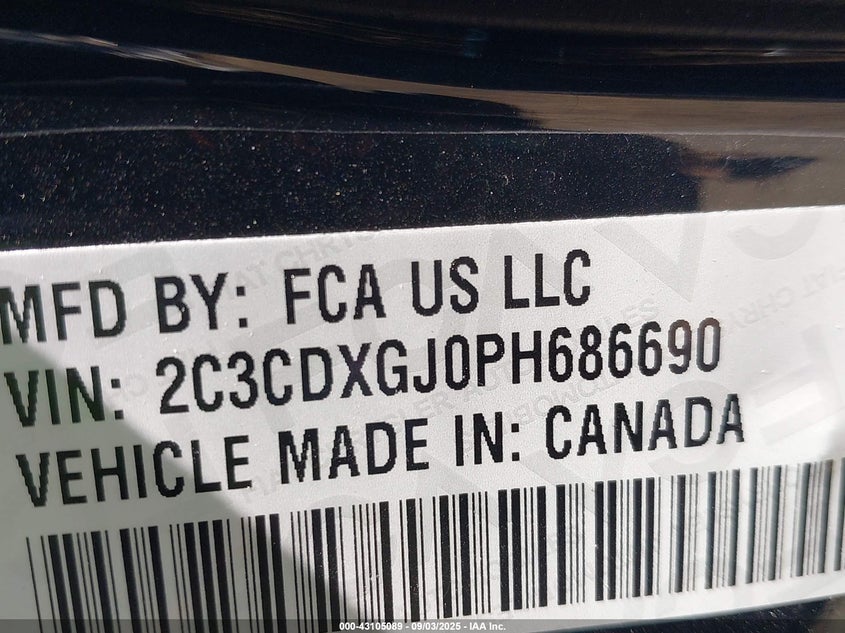 MFD BY: FCA US LLC
VIN: 2C3CDXGJ0PH686690
VEHICLE MADE IN: CANADA
000-43105089 - 09/03/2025 - IAA Inc.